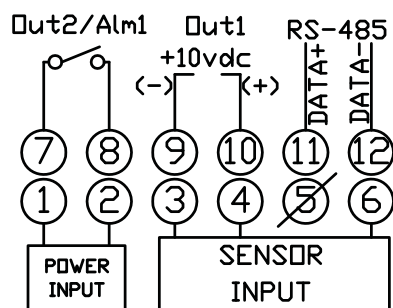 Out2/Alm1 Out1 RS-485
+10vdc
(-) (+) DATA+ DATA-
7 8 9 10 11 12
1 2 3 4 5 6
POWER INPUT
SENSOR INPUT